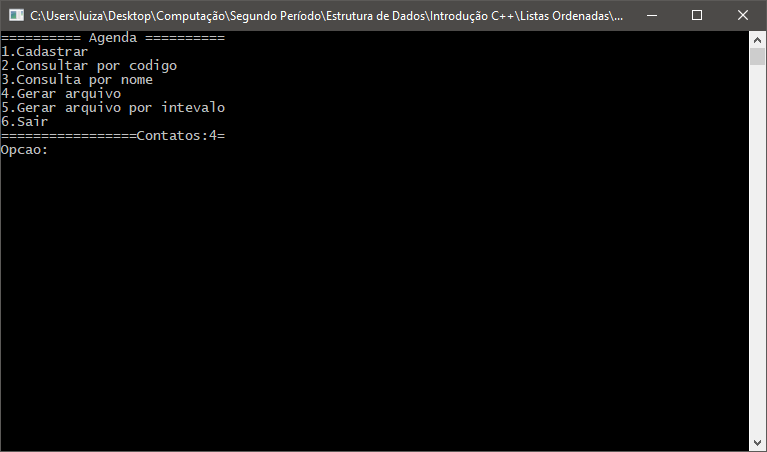 C:\Users\luiza\Desktop\Computação\Segundo Período\Estrutura de Dados\Introdução C++\Listas Ordenadas\...
========== Agenda ==========
1.Cadastrar
2.Consultar por codigo
3.Consulta por nome
4.Gerar arquivo
5.Gerar arquivo por intevalo
6.Sair
=================Contatos:4=
Opcao: